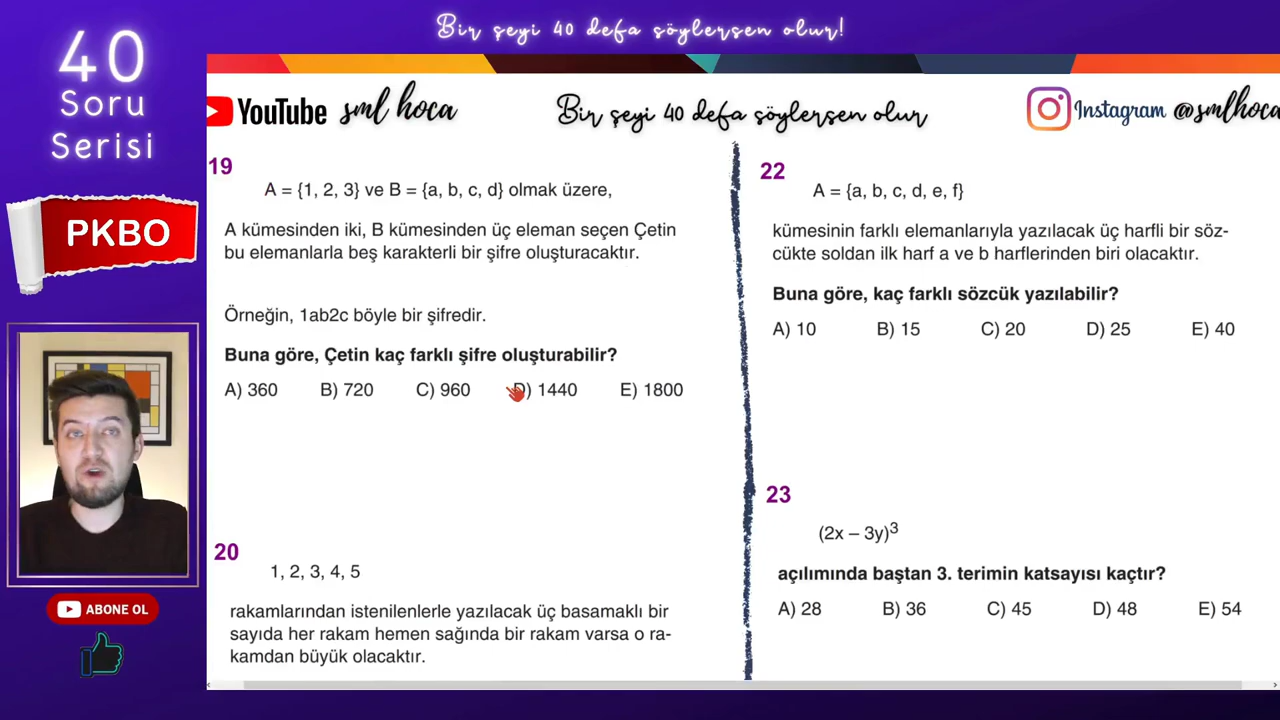 Bir şeyi 40 defa söylersen olur!
40
Soru
Serisi
PKBO
ABONE OL
YouTube sml hoca
Bir şeyi 40 defa söylersen olur
Instagram @smlhoca
19
A = {1, 2, 3} ve B = {a, b, c, d} olmak üzere,
A kümesinden iki, B kümesinden üç eleman seçen Çetin
bu elemanlarla beş karakterli bir şifre oluşturacaktır.
Örneğin, 1ab2c böyle bir şifredir.
Buna göre, Çetin kaç farklı şifre oluşturabilir?
A) 360 B) 720 C) 960 D) 1440 E) 1800
20
1, 2, 3, 4, 5
rakamlarından istenilenlerle yazılacak üç basamaklı bir
sayıda her rakam hemen sağında bir rakam varsa o ra-
kamdan büyük olacaktır.
22
A = {a, b, c, d, e, f}
kümesinin farklı elemanlarıyla yazılacak üç harfli bir söz-
cükte soldan ilk harf a ve b harflerinden biri olacaktır.
Buna göre, kaç farklı sözcük yazılabilir?
A) 10 B) 15 C) 20 D) 25 E) 40
23
(2x – 3y)³
açılımında baştan 3. terimin katsayısı kaçtır?
A) 28 B) 36 C) 45 D) 48 E) 54